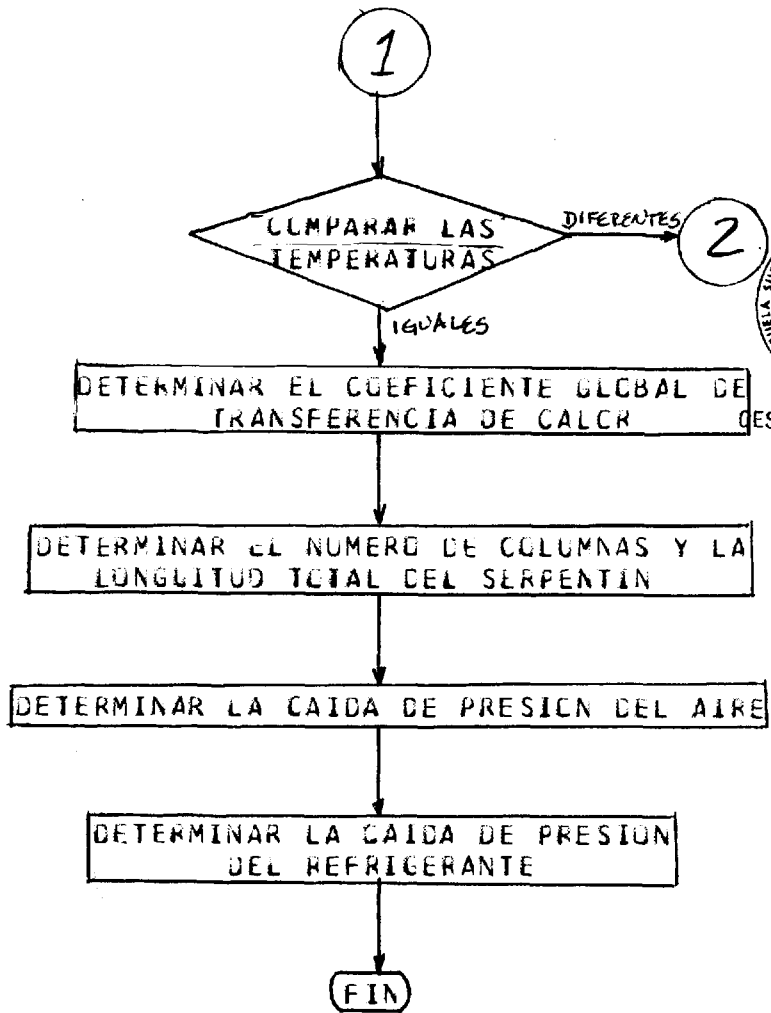 1
COMPARAR LAS
TEMPERATURAS
DIFERENTES
2
IGUALES
DETERMINAR EL COEFICIENTE GLOBAL DE
TRANSFERENCIA DE CALOR
DETERMINAR EL NUMERO DE COLUMNAS Y LA
LONGUITUD TOTAL DEL SERPENTIN
DETERMINAR LA CAIDA DE PRESION DEL AIRE
DETERMINAR LA CAIDA DE PRESION
DEL REFRIGERANTE
FIN